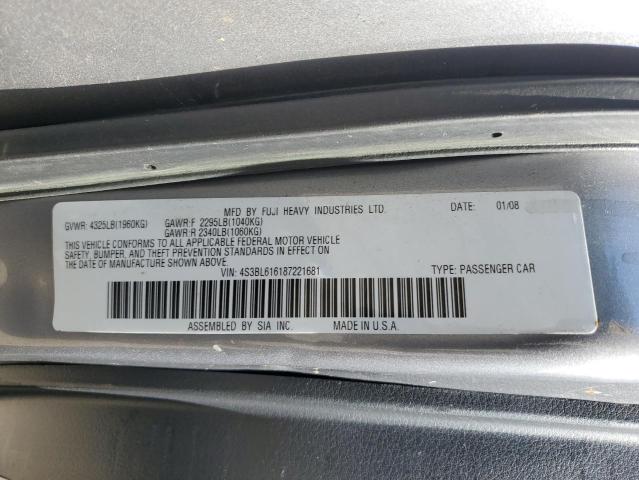 MFD BY FUJI HEAVY INDUSTRIES LTD. DATE: 01/08
GVWR: 4325LB(1960KG) GAWR:F 2295LB(1040KG)
GAWR:R 2340LB(1060KG)
THIS VEHICLE CONFORMS TO ALL APPLICABLE FEDERAL MOTOR VEHICLE
SAFETY, BUMPER, AND THEFT PREVENTION STANDARDS IN EFFECT ON
THE DATE OF MANUFACTURE SHOWN ABOVE.
VIN: 4S3BL616187221681 TYPE: PASSENGER CAR
ASSEMBLED BY SIA INC. MADE IN U.S.A.